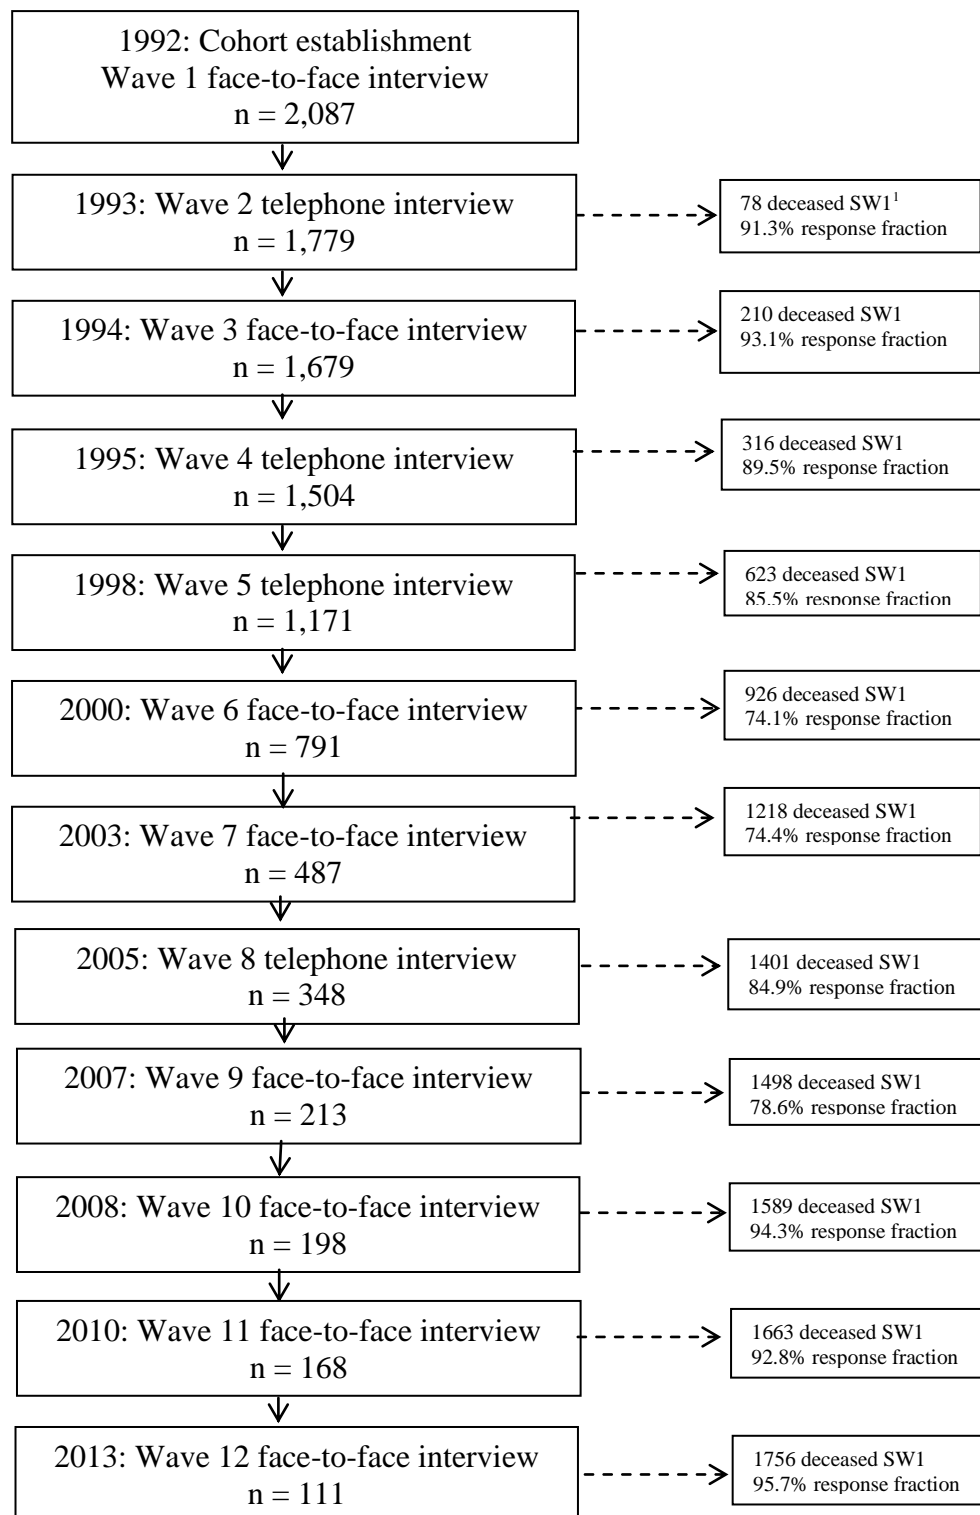 1992: Cohort establishment
Wave 1 face-to-face interview
n = 2,087
1993: Wave 2 telephone interview
n = 1,779
78 deceased SW1¹
91.3% response fraction
1994: Wave 3 face-to-face interview
n = 1,679
210 deceased SW1
93.1% response fraction
1995: Wave 4 telephone interview
n = 1,504
316 deceased SW1
89.5% response fraction
1998: Wave 5 telephone interview
n = 1,171
623 deceased SW1
85.5% response fraction
2000: Wave 6 face-to-face interview
n = 791
926 deceased SW1
74.1% response fraction
2003: Wave 7 face-to-face interview
n = 487
1218 deceased SW1
74.4% response fraction
2005: Wave 8 telephone interview
n = 348
1401 deceased SW1
84.9% response fraction
2007: Wave 9 face-to-face interview
n = 213
1498 deceased SW1
78.6% response fraction
2008: Wave 10 face-to-face interview
n = 198
1589 deceased SW1
94.3% response fraction
2010: Wave 11 face-to-face interview
n = 168
1663 deceased SW1
92.8% response fraction
2013: Wave 12 face-to-face interview
n = 111
1756 deceased SW1
95.7% response fraction